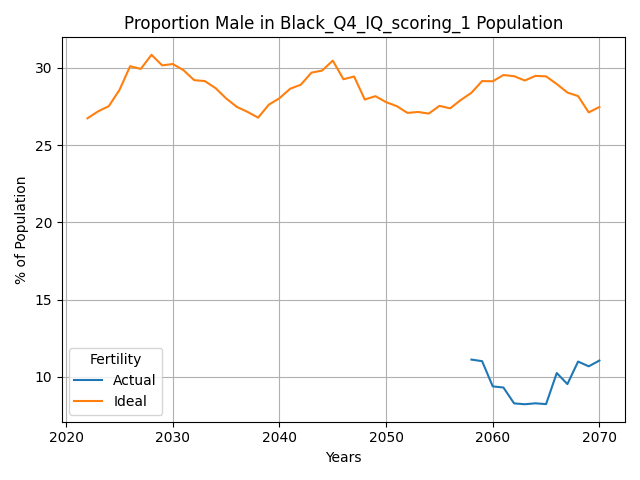 Proportion Male in Black_Q4_IQ_scoring_1 Population
% of Population
30
25
20
15
10
Fertility
Actual
Ideal
2020
2030
2040
2050
2060
2070
Years